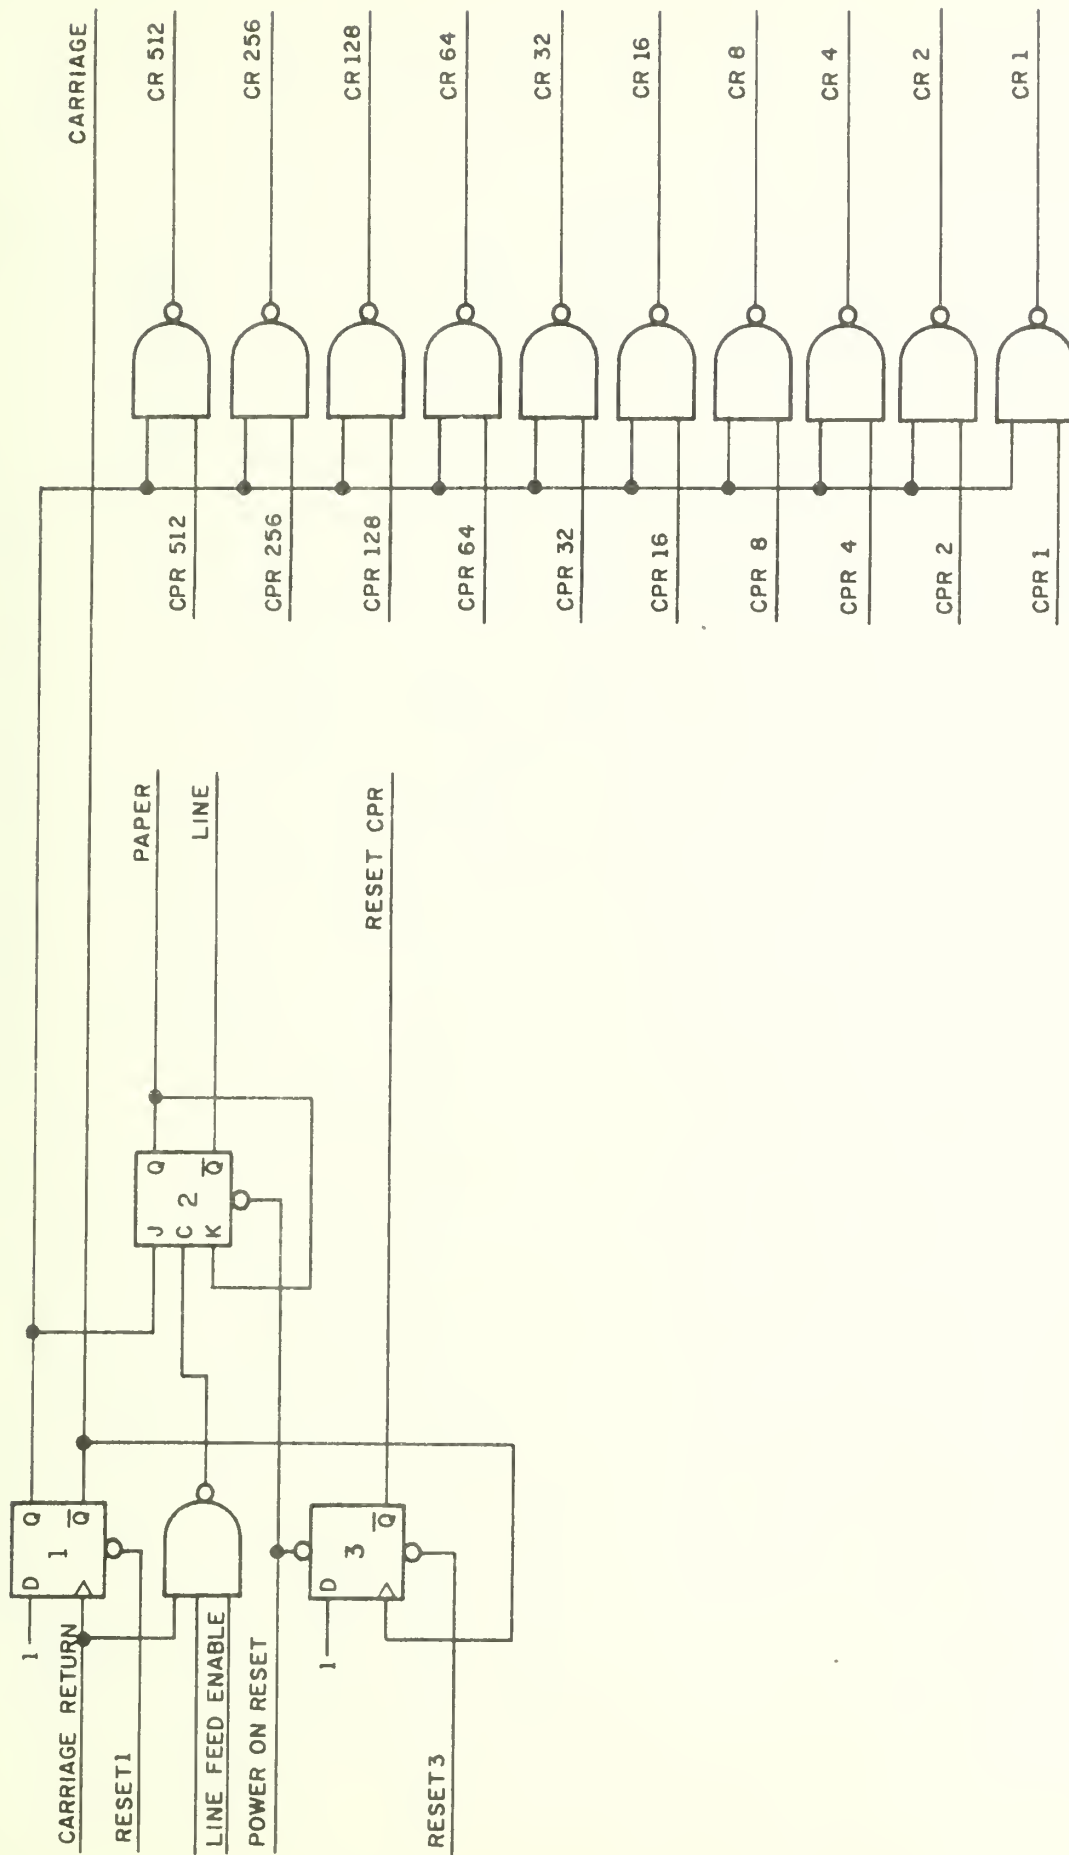 CARRIAGE
CR 512
CR 256
CR 128
CR 64
CR 32
CR 16
CR 8
CR 4
CR 2
CR 1
CPR 512
CPR 256
CPR 128
CPR 64
CPR 32
CPR 16
CPR 8
CPR 4
CPR 2
CPR 1
PAPER
LINE
RESET CPR
J Q
C 2
K Q̅
D Q
1 Q̅
1
CARRIAGE RETURN
RESET1
LINE FEED ENABLE
POWER ON RESET
D
3 Q̅
1
RESET3